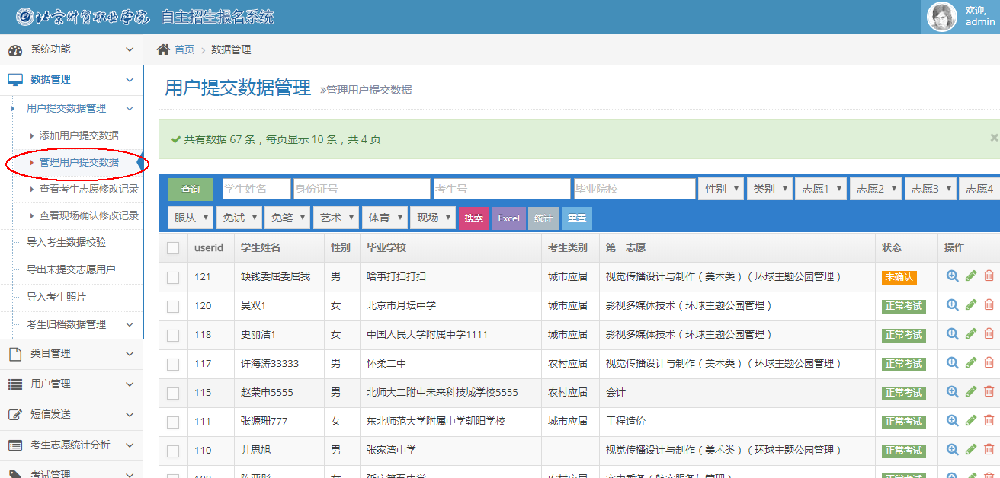 北京财贸职业学院 自主招生报名系统
欢迎,
admin
系统功能
数据管理
用户提交数据管理
添加用户提交数据
管理用户提交数据
查看考生志愿修改记录
查看现场确认修改记录
导入考生数据校验
导出未提交志愿用户
导入考生照片
考生归档数据管理
类目管理
用户管理
短信发送
考生志愿统计分析
考试管理
首页 > 数据管理
用户提交数据管理 »管理用户提交数据
共有数据 67 条，每页显示 10 条，共 4 页
×
查询 学生姓名 身份证号 考生号 毕业院校 性别 ▼ 类别 ▼ 志愿1 ▼ 志愿2 ▼ 志愿3 ▼ 志愿4
服从 ▼ 免试 ▼ 免笔 ▼ 艺术 ▼ 体育 ▼ 现场 ▼ 搜索 Excel 统计 重置
userid 学生姓名 性别 毕业学校 考生类别 第一志愿 状态 操作
121 缺钱委屈委屈我 男 啥事打扫打扫 城市应届 视觉传播设计与制作（美术类）（环球主题公园管理） 未确认
120 吴双1 女 北京市月坛中学 城市应届 影视多媒体技术（环球主题公园管理） 正常考试
118 史丽洁1 女 中国人民大学附属中学1111 城市应届 影视多媒体技术（环球主题公园管理） 正常考试
117 许海涛33333 男 怀柔二中 农村应届 视觉传播设计与制作（美术类）（环球主题公园管理） 正常考试
115 赵荣申5555 男 北师大二附中未来科技城学校5555 农村应届 会计 正常考试
111 张源珊777 女 东北师范大学附属中学朝阳学校 城市应届 工程造价 正常考试
110 井思旭 男 张家湾中学 视觉传播设计与制作（美术类）（环球主题公园管理） 正常考试